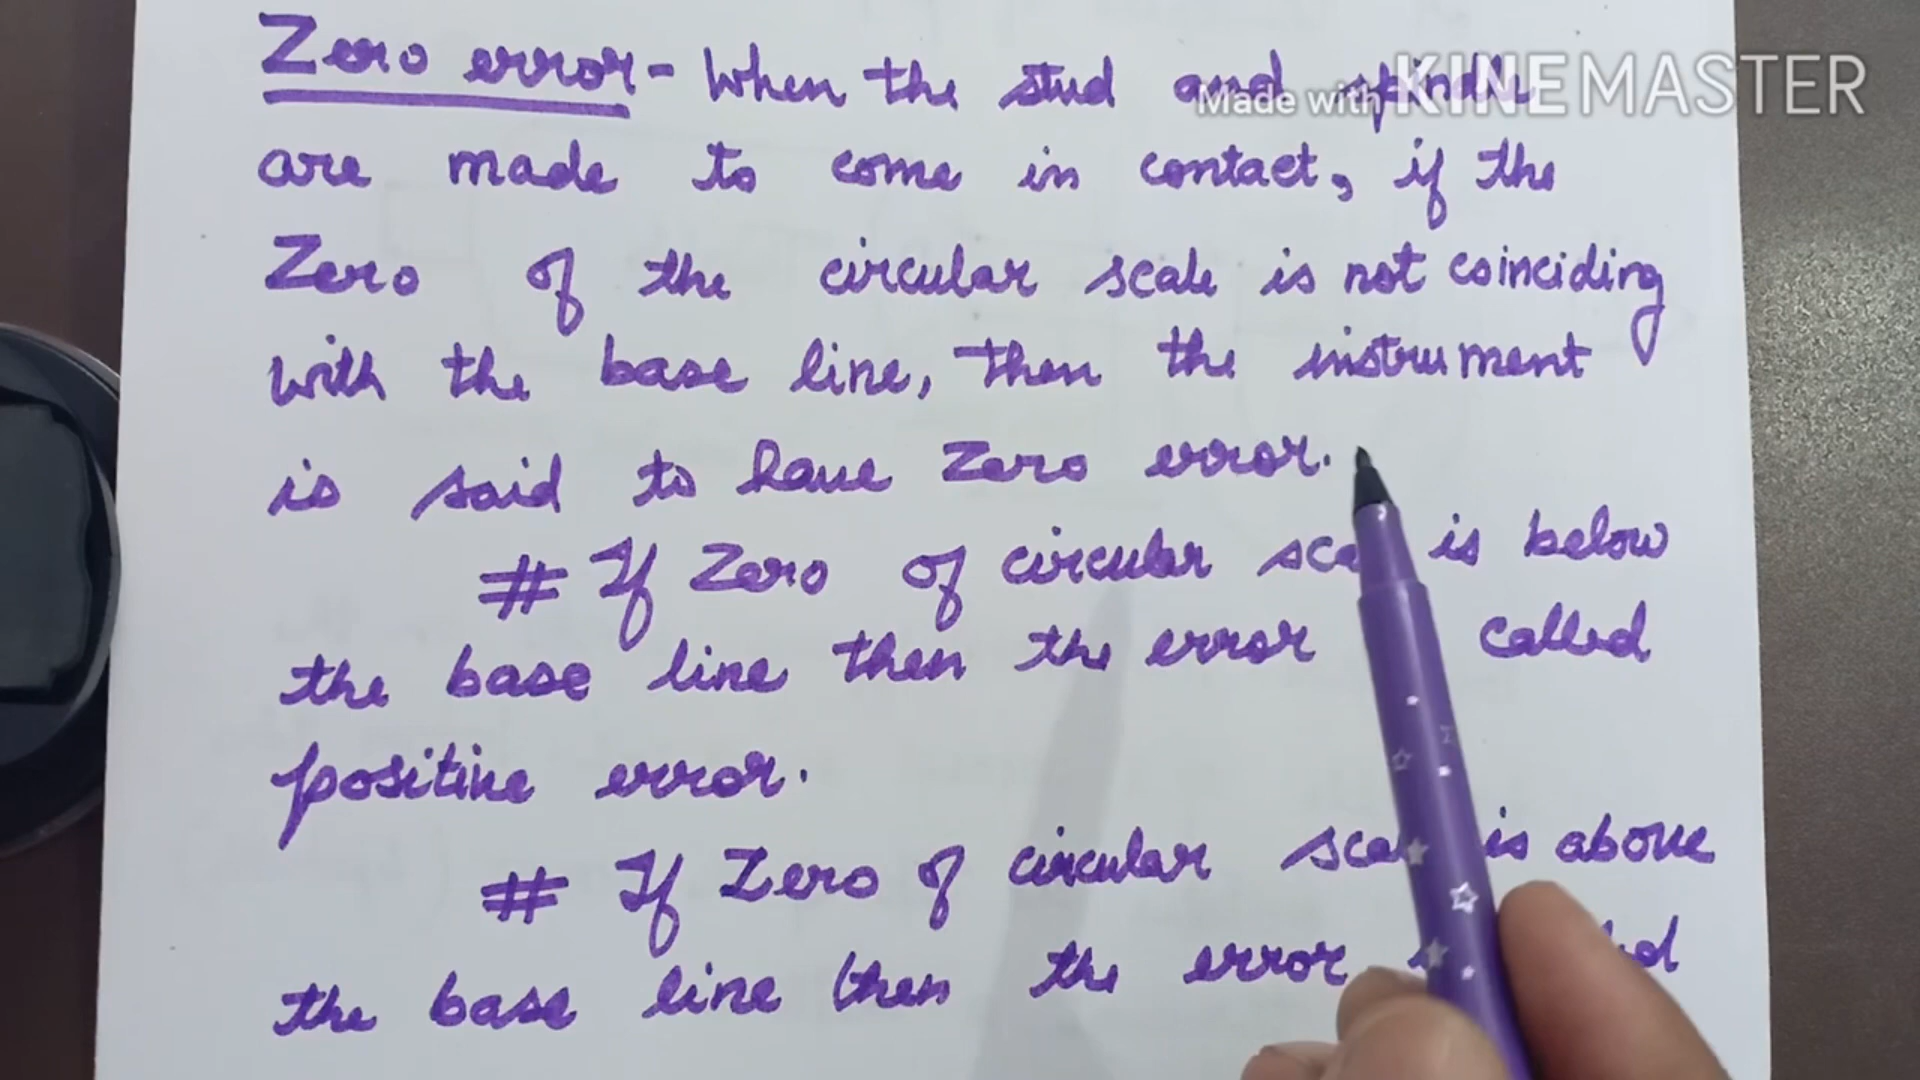 Zero error - When the stud and spindle
Made with KINEMASTER
are made to come in contact, if the
Zero of the circular scale is not coinciding
with the base line, then the instrument
is said to have Zero error.
# If Zero of circular is below
the base line then the error called
positive error.
# If Zero of circular is above
the base line then the error